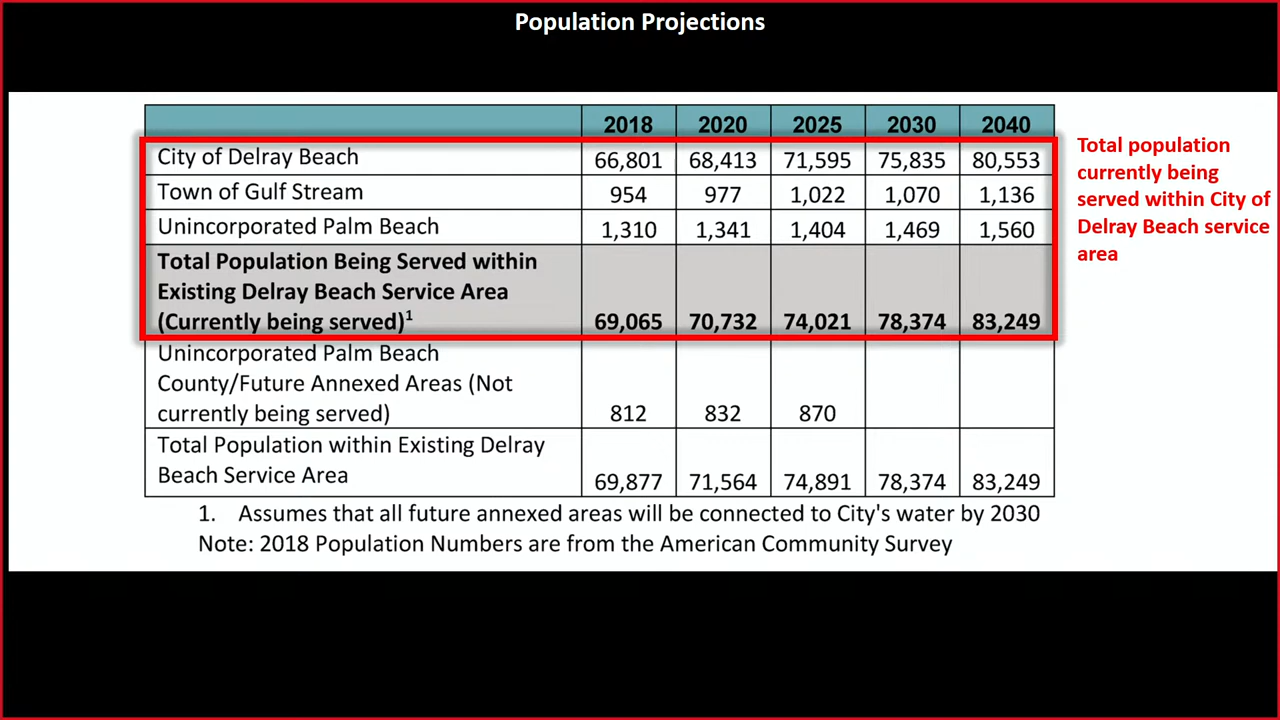 Population Projections
2018 2020 2025 2030 2040
City of Delray Beach 66,801 68,413 71,595 75,835 80,553
Town of Gulf Stream 954 977 1,022 1,070 1,136
Unincorporated Palm Beach 1,310 1,341 1,404 1,469 1,560
Total Population Being Served within
Existing Delray Beach Service Area
(Currently being served)1 69,065 70,732 74,021 78,374 83,249
Unincorporated Palm Beach
County/Future Annexed Areas (Not
currently being served) 812 832 870
Total Population within Existing Delray
Beach Service Area 69,877 71,564 74,891 78,374 83,249
1. Assumes that all future annexed areas will be connected to City's water by 2030
Note: 2018 Population Numbers are from the American Community Survey
Total population
currently being
served within City of
Delray Beach service
area